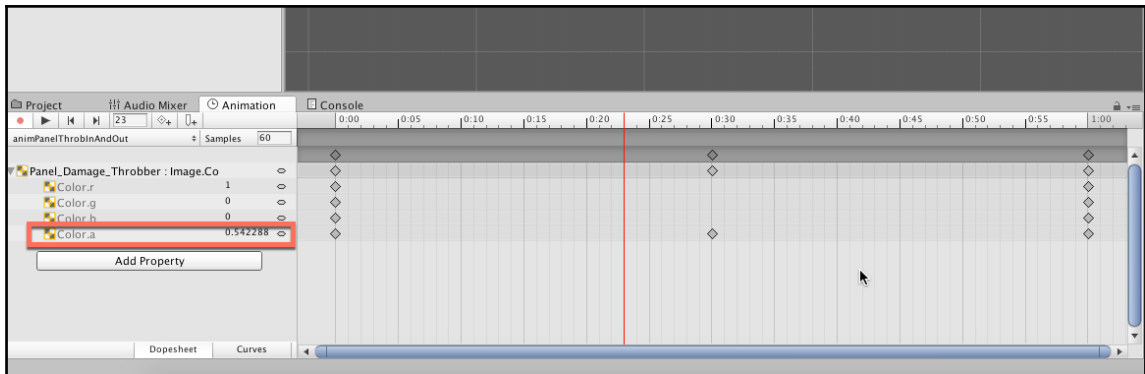 Project Audio Mixer Animation Console
23 0:00 0:05 0:10 0:15 0:20 0:25 0:30 0:35 0:40 0:45 0:50 0:55 1:00
animPanelThrobInAndOut Samples 60
Panel_Damage_Throbber : Image.Co
Color.r 1
Color.g 0
Color.b 0
Color.a 0.542288
Add Property
Dopesheet Curves